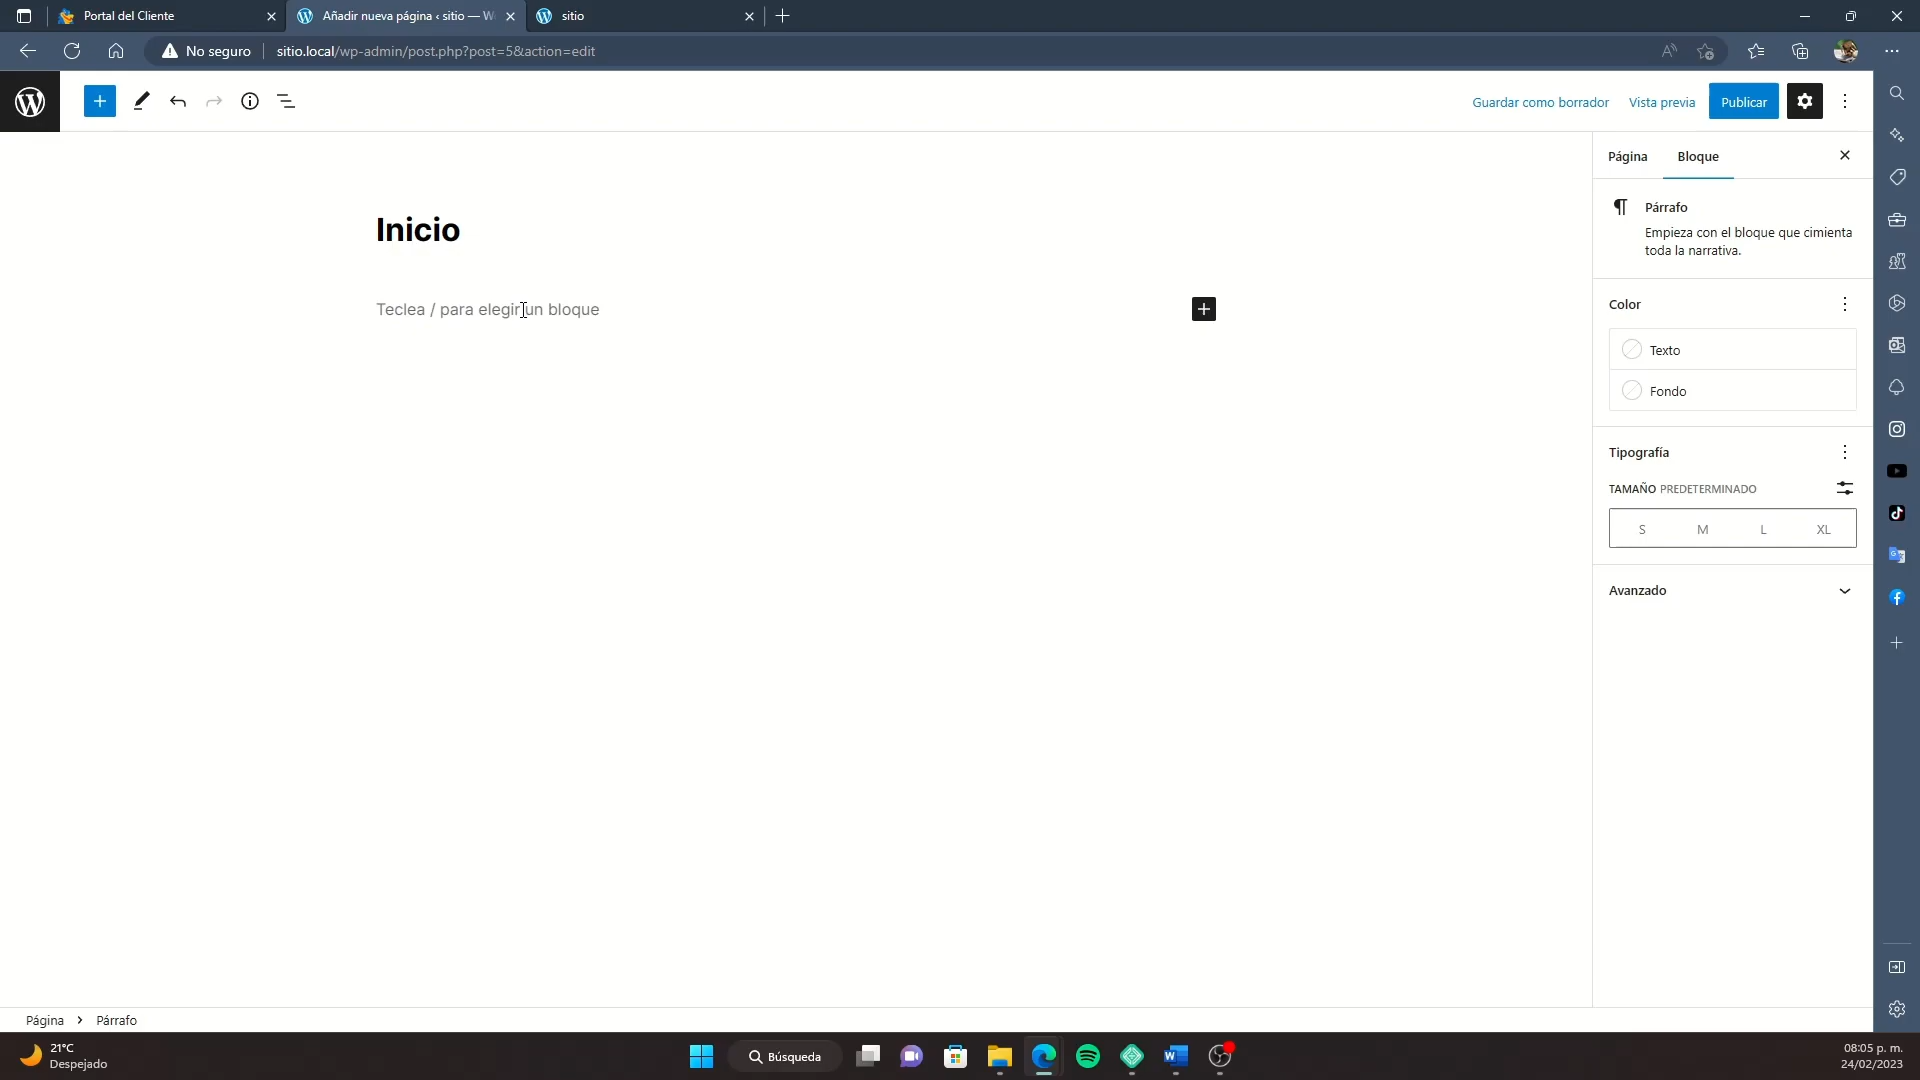 Portal del Cliente
Añadir nueva página ‹ sitio — W
sitio
No seguro
sitio.local/wp-admin/post.php?post=5&action=edit
Guardar como borrador
Vista previa
Publicar
Página
Bloque
Inicio
Teclea / para elegir un bloque
Párrafo
Empieza con el bloque que cimienta
toda la narrativa.
Color
Texto
Fondo
Tipografía
TAMAÑO PREDETERMINADO
S M L XL
Avanzado
Página > Párrafo
21°C
Despejado
Búsqueda
08:05 p. m.
24/02/2023